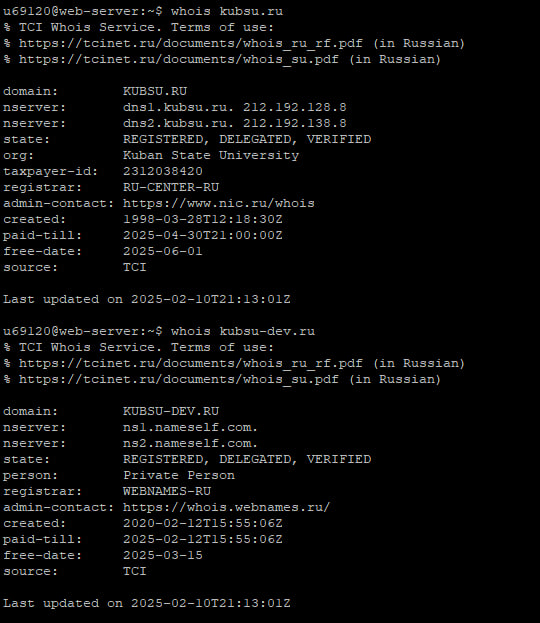 u69120@web-server:~$ whois kubsu.ru
% TCI Whois Service. Terms of use:
% https://tcinet.ru/documents/whois_ru_rf.pdf (in Russian)
% https://tcinet.ru/documents/whois_su.pdf (in Russian)

domain:        KUBSU.RU
nserver:       dns1.kubsu.ru. 212.192.128.8
nserver:       dns2.kubsu.ru. 212.192.138.8
state:         REGISTERED, DELEGATED, VERIFIED
org:           Kuban State University
taxpayer-id:   2312038420
registrar:     RU-CENTER-RU
admin-contact: https://www.nic.ru/whois
created:       1998-03-28T12:18:30Z
paid-till:     2025-04-30T21:00:00Z
free-date:     2025-06-01
source:        TCI

Last updated on 2025-02-10T21:13:01Z

u69120@web-server:~$ whois kubsu-dev.ru
% TCI Whois Service. Terms of use:
% https://tcinet.ru/documents/whois_ru_rf.pdf (in Russian)
% https://tcinet.ru/documents/whois_su.pdf (in Russian)

domain:        KUBSU-DEV.RU
nserver:       ns1.nameself.com.
nserver:       ns2.nameself.com.
state:         REGISTERED, DELEGATED, VERIFIED
person:        Private Person
registrar:     WEBNAMES-RU
admin-contact: https://whois.webnames.ru/
created:       2020-02-12T15:55:06Z
paid-till:     2025-02-12T15:55:06Z
free-date:     2025-03-15
source:        TCI

Last updated on 2025-02-10T21:13:01Z